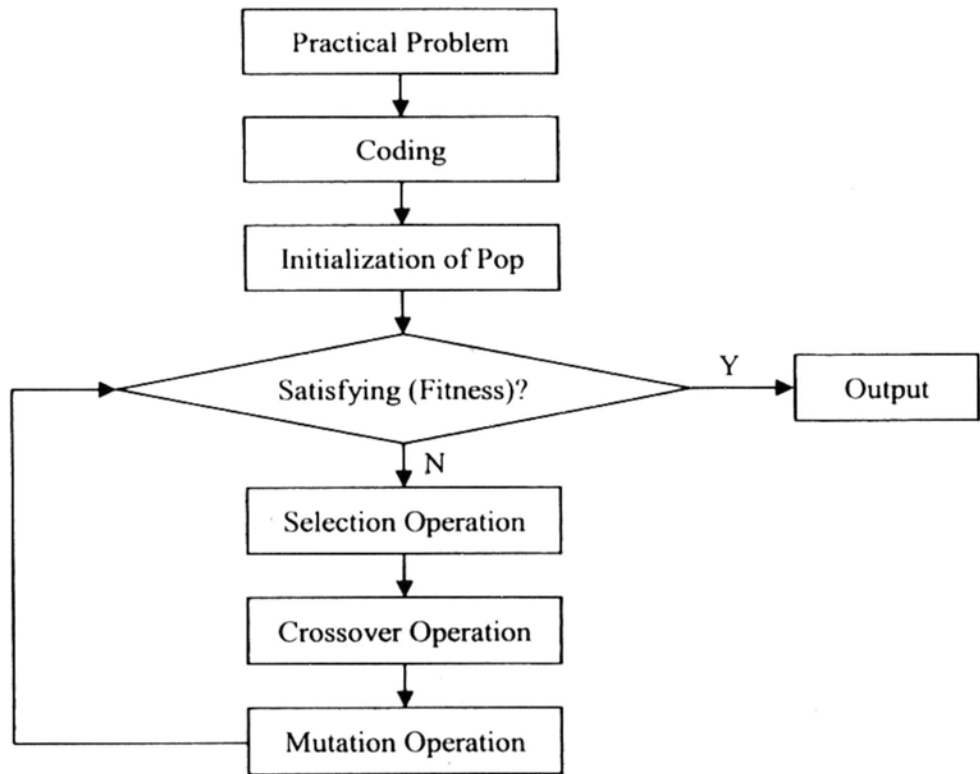 Practical Problem
Coding
Initialization of Pop
Satisfying (Fitness)?
Y
Output
N
Selection Operation
Crossover Operation
Mutation Operation